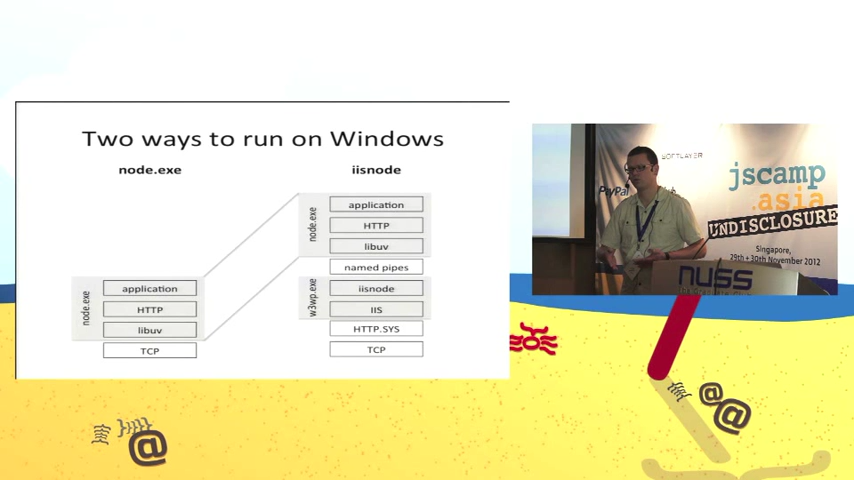 Two ways to run on Windows
node.exe
iisnode
node.exe
application
HTTP
libuv
TCP
node.exe
application
HTTP
libuv
named pipes
w3wp.exe
iisnode
IIS
HTTP.SYS
TCP
SOFTLAYER
PayPal
jscamp
.asia
UNDISCLOSURE
Singapore,
29th + 30th November 2012
nuss
@
@
@